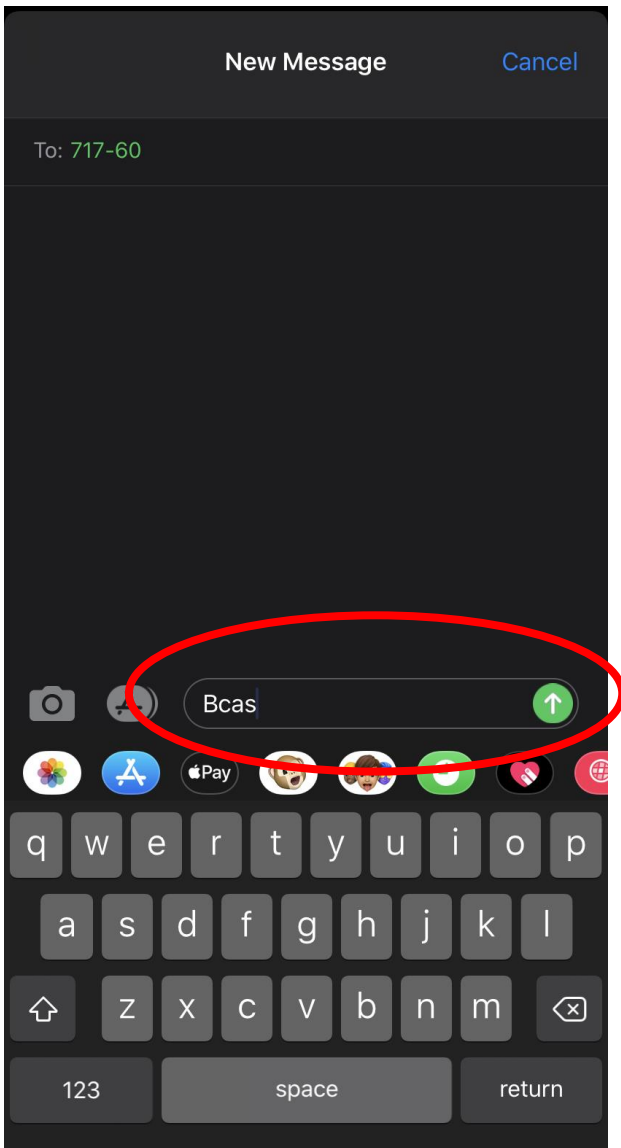 New Message Cancel
To: 717-60
Bcas
Pay
q w e r t y u i o p
a s d f g h j k l
z x c v b n m
123 space return